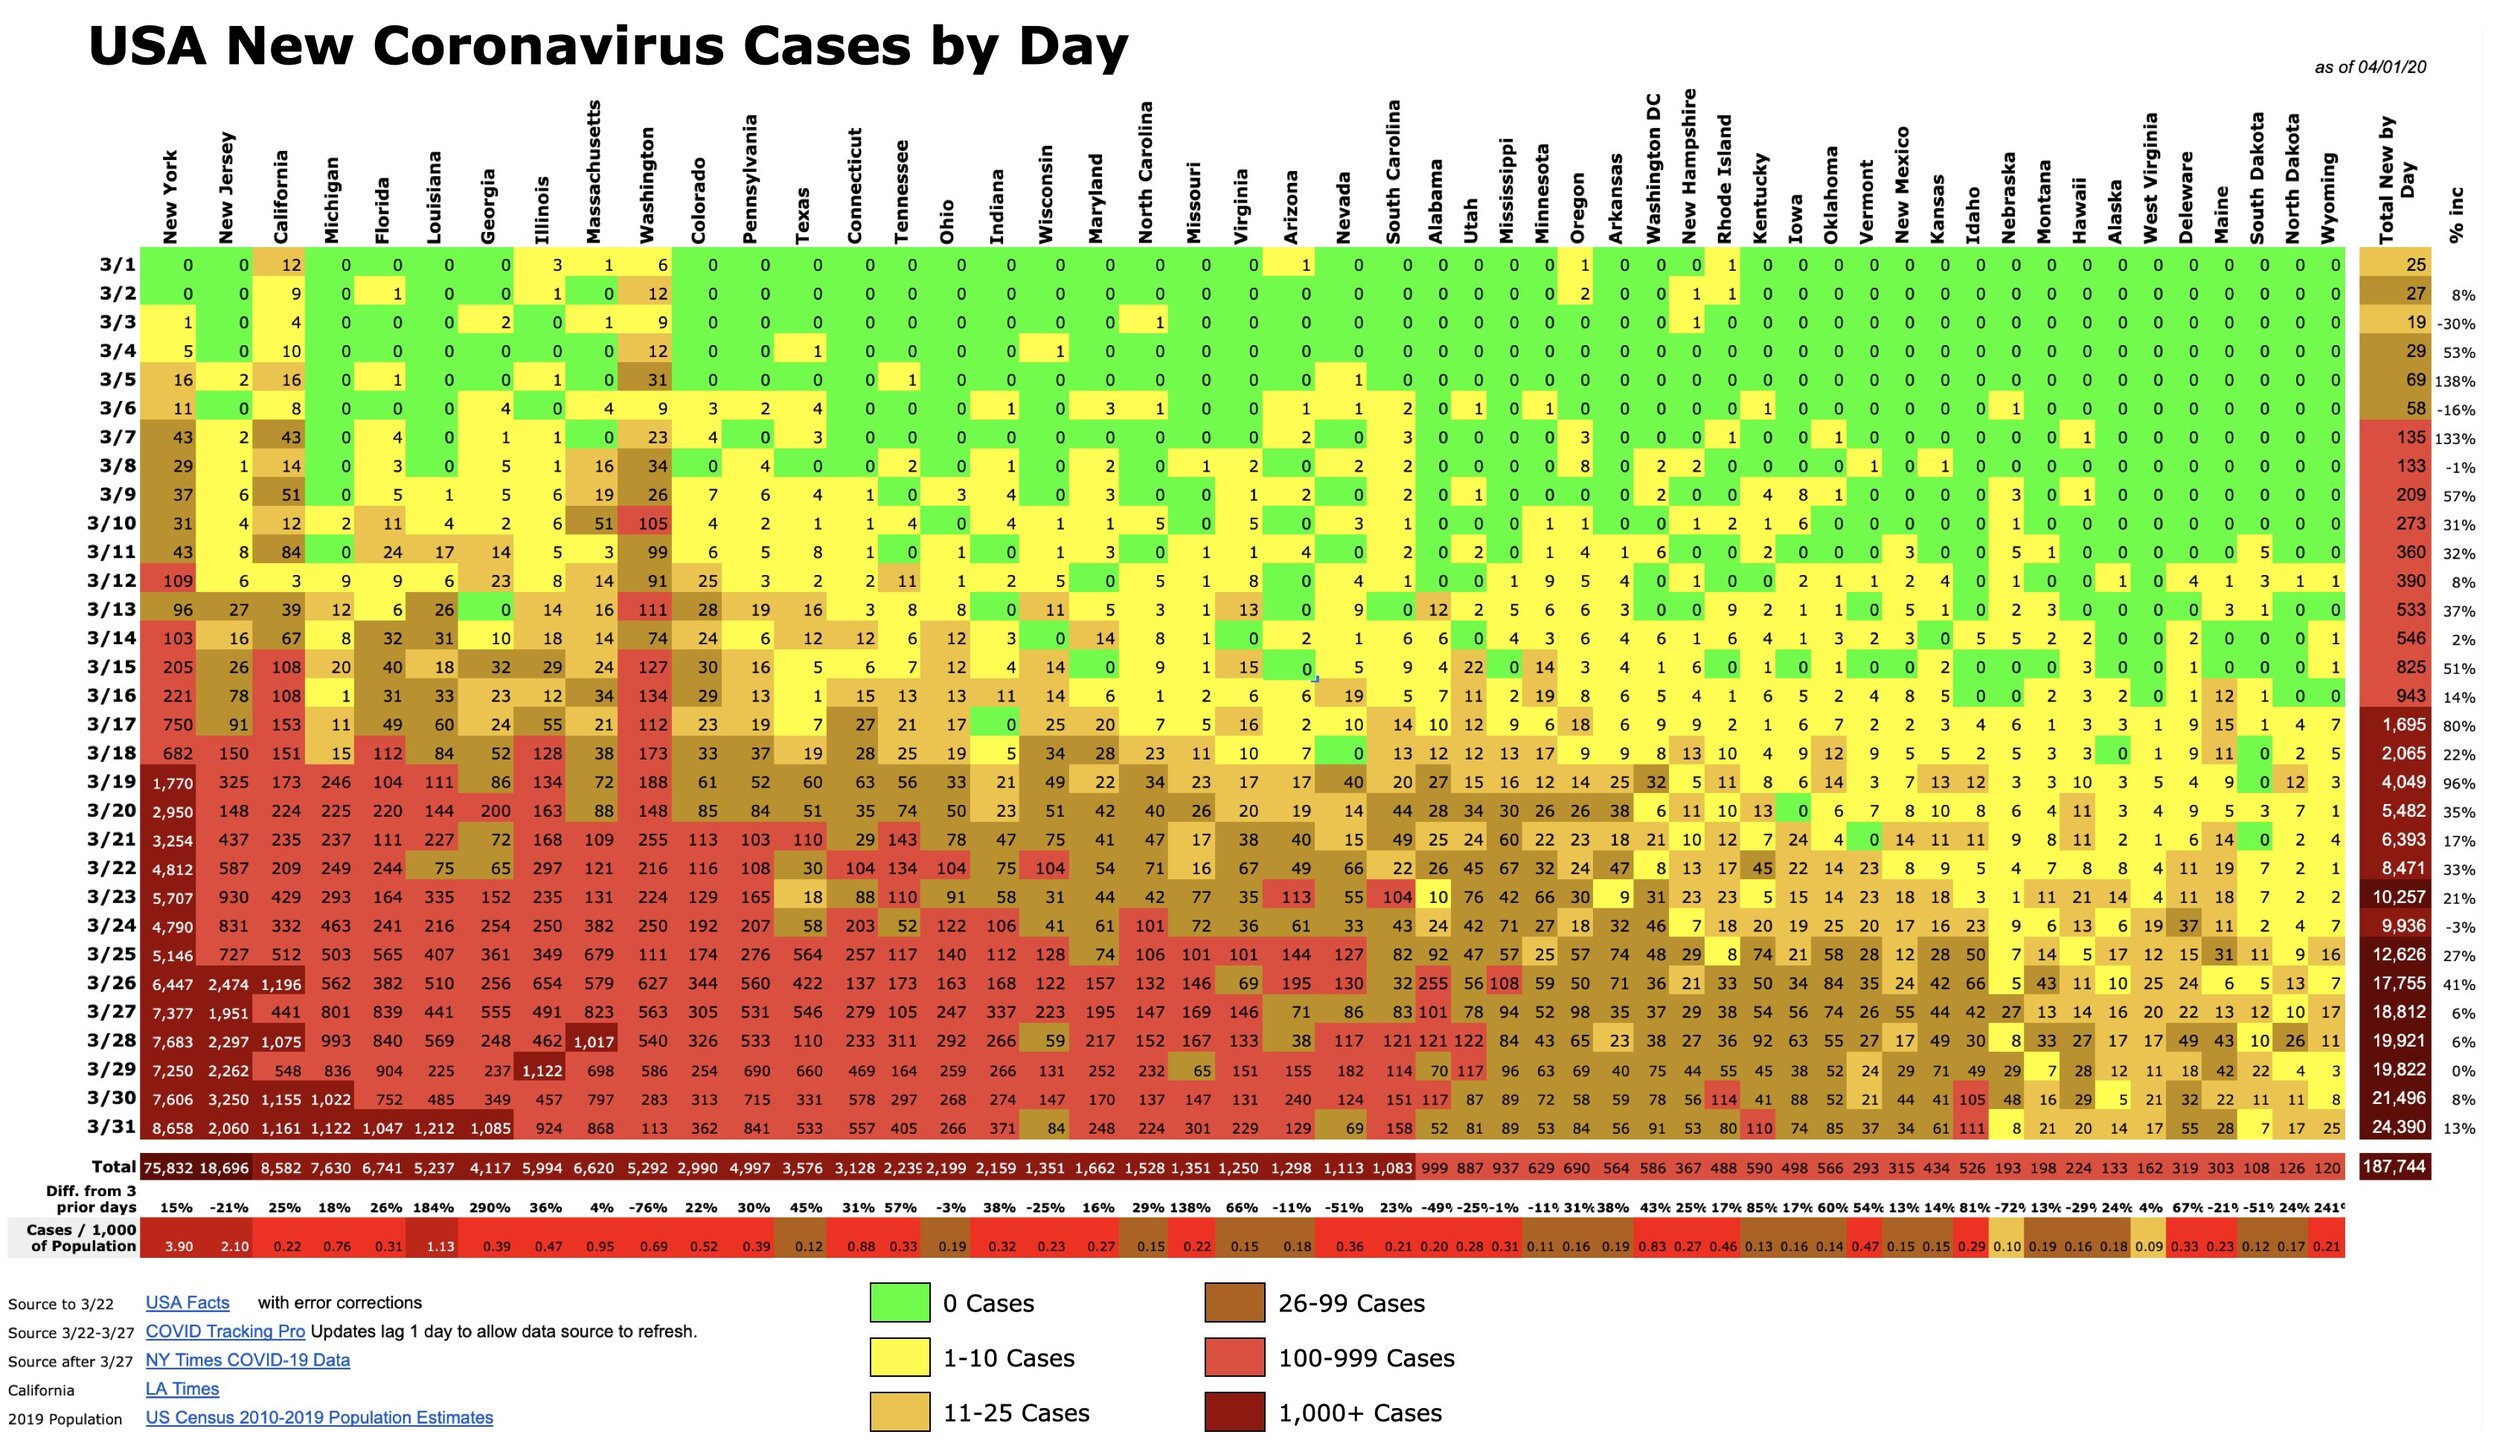 USA New Coronavirus Cases by Day
as of 04/01/20
New York New Jersey California Michigan Florida Louisiana Georgia Illinois Massachusetts Washington Colorado Pennsylvania Texas Connecticut Tennessee Ohio Indiana Wisconsin Maryland North Carolina Missouri Virginia Arizona Nevada South Carolina Alabama Utah Mississippi Minnesota Oregon Arkansas Washington DC New Hampshire Rhode Island Kentucky Iowa Oklahoma Vermont New Mexico Kansas Idaho Nebraska Montana Hawaii Alaska West Virginia Deleware Maine South Dakota North Dakota Wyoming Total New by Day % inc
3/1 0 0 12 0 0 0 0 3 1 6 0 0 0 0 0 0 0 0 0 0 0 0 1 0 0 0 0 0 0 1 0 0 0 1 0 0 0 0 0 0 0 0 0 0 0 0 0 0 0 0 0 25
3/2 0 0 9 0 1 0 0 1 0 12 0 0 0 0 0 0 0 0 0 0 0 0 0 0 0 0 0 0 0 2 0 0 1 1 0 0 0 0 0 0 0 0 0 0 0 0 0 0 0 0 0 27 8%
3/3 1 0 4 0 0 0 2 0 1 9 0 0 0 0 0 0 0 0 0 1 0 0 0 0 0 0 0 0 0 0 0 0 1 0 0 0 0 0 0 0 0 0 0 0 0 0 0 0 0 0 0 19 -30%
3/4 5 0 10 0 0 0 0 0 0 12 0 0 1 0 0 0 0 1 0 0 0 0 0 0 0 0 0 0 0 0 0 0 0 0 0 0 0 0 0 0 0 0 0 0 0 0 0 0 0 0 0 29 53%
3/5 16 2 16 0 1 0 0 1 0 31 0 0 0 0 1 0 0 0 0 0 0 0 0 1 0 0 0 0 0 0 0 0 0 0 0 0 0 0 0 0 0 0 0 0 0 0 0 0 0 0 0 69 138%
3/6 11 0 8 0 0 0 4 0 4 9 3 2 4 0 0 0 1 0 3 1 0 0 1 1 2 0 1 0 1 0 0 0 0 0 1 0 0 0 0 0 0 1 0 0 0 0 0 0 0 0 0 58 -16%
3/7 43 2 43 0 4 0 1 1 0 23 4 0 3 0 0 0 0 0 0 0 0 0 2 0 3 0 0 0 0 3 0 0 0 1 0 0 1 0 0 0 0 0 0 1 0 0 0 0 0 0 0 135 133%
3/8 29 1 14 0 3 0 5 1 16 34 0 4 0 0 2 0 1 0 2 0 1 2 0 2 2 0 0 0 0 8 0 2 2 0 0 0 0 1 0 1 0 0 0 0 0 0 0 0 0 0 0 133 -1%
3/9 37 6 51 0 5 1 5 6 19 26 7 6 4 1 0 3 4 0 3 0 0 1 2 0 2 0 1 0 0 0 0 2 0 0 4 8 1 0 0 0 0 3 0 1 0 0 0 0 0 0 0 209 57%
3/10 31 4 12 2 11 4 2 6 51 105 4 2 1 1 4 0 4 1 1 5 0 5 0 3 1 0 0 0 1 1 0 0 1 2 1 6 0 0 0 0 0 1 0 0 0 0 0 0 0 0 0 273 31%
3/11 43 8 84 0 24 17 14 5 3 99 6 5 8 1 0 1 0 1 3 0 1 1 4 0 2 0 2 0 1 4 1 6 0 0 2 0 0 0 3 0 0 5 1 0 0 0 0 0 5 0 0 360 32%
3/12 109 6 3 9 9 6 23 8 14 91 25 3 2 2 11 1 2 5 0 5 1 8 0 4 1 0 0 1 9 5 4 0 1 0 0 2 1 1 2 4 0 1 0 0 1 0 4 1 3 1 1 390 8%
3/13 96 27 39 12 6 26 0 14 16 111 28 19 16 3 8 8 0 11 5 3 1 13 0 9 0 12 2 5 6 6 3 0 0 9 2 1 1 0 5 1 0 2 3 0 0 0 0 3 1 0 0 533 37%
3/14 103 16 67 8 32 31 10 18 14 74 24 6 12 12 6 12 3 0 14 8 1 0 2 1 6 6 0 4 3 6 4 6 1 6 4 1 3 2 3 0 5 5 2 2 0 0 2 0 0 0 1 546 2%
3/15 205 26 108 20 40 18 32 29 24 127 30 16 5 6 7 12 4 14 0 9 1 15 0 5 9 4 22 0 14 3 4 1 6 0 1 0 1 0 0 2 0 0 0 3 0 0 1 0 0 0 1 825 51%
3/16 221 78 108 1 31 33 23 12 34 134 29 13 1 15 13 13 11 14 6 1 2 6 6 19 5 7 11 2 19 8 6 5 4 1 6 5 2 4 8 5 0 0 2 3 2 0 1 12 1 0 0 943 14%
3/17 750 91 153 11 49 60 24 55 21 112 23 19 7 27 21 17 0 25 20 7 5 16 2 10 14 10 12 9 6 18 6 9 9 2 1 6 7 2 2 3 4 6 1 3 3 1 9 15 1 4 7 1,695 80%
3/18 682 150 151 15 112 84 52 128 38 173 33 37 19 28 25 19 5 34 28 23 11 10 7 0 13 12 12 13 17 9 9 8 13 10 4 9 12 9 5 5 2 5 3 3 0 1 9 11 0 2 5 2,065 22%
3/19 1,770 325 173 246 104 111 86 134 72 188 61 52 60 63 56 33 21 49 22 34 23 17 17 40 20 27 15 16 12 14 25 32 5 11 8 6 14 3 7 13 12 3 3 10 3 5 4 9 0 12 3 4,049 96%
3/20 2,950 148 224 225 220 144 200 163 88 148 85 84 51 35 74 50 23 51 42 40 26 20 19 14 44 28 34 30 26 26 38 6 11 10 13 0 6 7 8 10 8 6 4 11 3 4 9 5 3 7 1 5,482 35%
3/21 3,254 437 235 237 111 227 72 168 109 255 113 103 110 29 143 78 47 75 41 47 17 38 40 15 49 25 24 60 22 23 18 21 10 12 7 24 4 0 14 11 11 9 8 11 2 1 6 14 0 2 4 6,393 17%
3/22 4,812 587 209 249 244 75 65 297 121 216 116 108 30 104 134 104 75 104 54 71 16 67 49 66 22 26 45 67 32 24 47 8 13 17 45 22 14 23 8 9 5 4 7 8 8 4 11 19 7 2 1 8,471 33%
3/23 5,707 930 429 293 164 335 152 235 131 224 129 165 18 88 110 91 58 31 44 42 77 35 113 55 104 10 76 42 66 30 9 31 23 23 5 15 14 23 18 18 3 1 11 21 14 4 11 18 7 2 2 10,257 21%
3/24 4,790 831 332 463 241 216 254 250 382 250 192 207 58 203 52 122 106 41 61 101 72 36 61 33 43 24 42 71 27 18 32 46 7 18 20 19 25 20 17 16 23 9 6 13 6 19 37 11 2 4 7 9,936 -3%
3/25 5,146 727 512 503 565 407 361 349 679 111 174 276 564 257 117 140 112 128 74 106 101 101 144 127 82 92 47 57 25 57 74 48 29 8 74 21 58 28 12 28 50 7 14 5 17 12 15 31 11 9 16 12,626 27%
3/26 6,447 2,474 1,196 562 382 510 256 654 579 627 344 560 422 137 173 163 168 122 157 132 146 69 195 130 32 255 56 108 59 50 71 36 21 33 50 34 84 35 24 42 66 5 43 11 10 25 24 6 5 13 7 17,755 41%
3/27 7,377 1,951 441 801 839 441 555 491 823 563 305 531 546 279 105 247 337 223 195 147 169 146 71 86 83 101 78 94 52 98 35 37 29 38 54 56 74 26 55 44 42 27 13 14 16 20 22 13 12 10 17 18,812 6%
3/28 7,683 2,297 1,075 993 840 569 248 462 1,017 540 326 533 110 233 311 292 266 59 217 152 167 133 38 117 121 121 122 84 43 65 23 38 27 36 92 63 55 27 17 49 30 8 33 27 17 17 49 43 10 26 11 19,921 6%
3/29 7,250 2,262 548 836 904 225 237 1,122 698 586 254 690 660 469 164 259 266 131 252 232 65 151 155 182 114 70 117 96 63 69 40 75 44 55 45 38 52 24 29 71 49 29 7 28 12 11 18 42 22 4 3 19,822 0%
3/30 7,606 3,250 1,155 1,022 752 485 349 457 797 283 313 715 331 578 297 268 274 147 170 137 147 131 240 124 151 117 87 89 72 58 59 78 56 114 41 88 52 21 44 41 105 48 16 29 5 21 32 22 11 11 8 21,496 8%
3/31 8,658 2,060 1,161 1,122 1,047 1,212 1,085 924 868 113 362 841 533 557 405 266 371 84 248 224 301 229 129 69 158 52 81 89 53 84 56 91 53 80 110 74 85 37 34 61 111 8 21 20 14 17 55 28 7 17 25 24,390 13%
Total 75,832 18,696 8,582 7,630 6,741 5,237 4,117 5,994 6,620 5,292 2,990 4,997 3,576 3,128 2,239 2,199 2,159 1,351 1,662 1,528 1,351 1,250 1,298 1,113 1,083 999 887 937 629 690 564 586 367 488 590 498 566 293 315 434 526 193 198 224 133 162 319 303 108 126 120 187,744
Diff. from 3
prior days 15% -21% 25% 18% 26% 184% 290% 36% 4% -76% 22% 30% 45% 31% 57% -3% 38% -25% 16% 29% 138% 66% -11% -51% 23% -49% -25% -1% -11% 31% 38% 43% 25% 17% 85% 17% 60% 54% 13% 14% 81% -72% 13% -29% 24% 4% 67% -21% -51% 24% 241%
Cases / 1,000
of Population 3.90 2.10 0.22 0.76 0.31 1.13 0.39 0.47 0.95 0.69 0.52 0.39 0.12 0.88 0.33 0.19 0.32 0.23 0.27 0.15 0.22 0.15 0.18 0.36 0.21 0.20 0.28 0.31 0.11 0.16 0.19 0.83 0.27 0.46 0.13 0.16 0.14 0.47 0.15 0.15 0.29 0.10 0.19 0.16 0.18 0.09 0.33 0.23 0.12 0.17 0.21
Source to 3/22 USA Facts with error corrections
Source 3/22-3/27 COVID Tracking Pro Updates lag 1 day to allow data source to refresh.
Source after 3/27 NY Times COVID-19 Data
California LA Times
2019 Population US Census 2010-2019 Population Estimates
0 Cases
1-10 Cases
11-25 Cases
26-99 Cases
100-999 Cases
1,000+ Cases